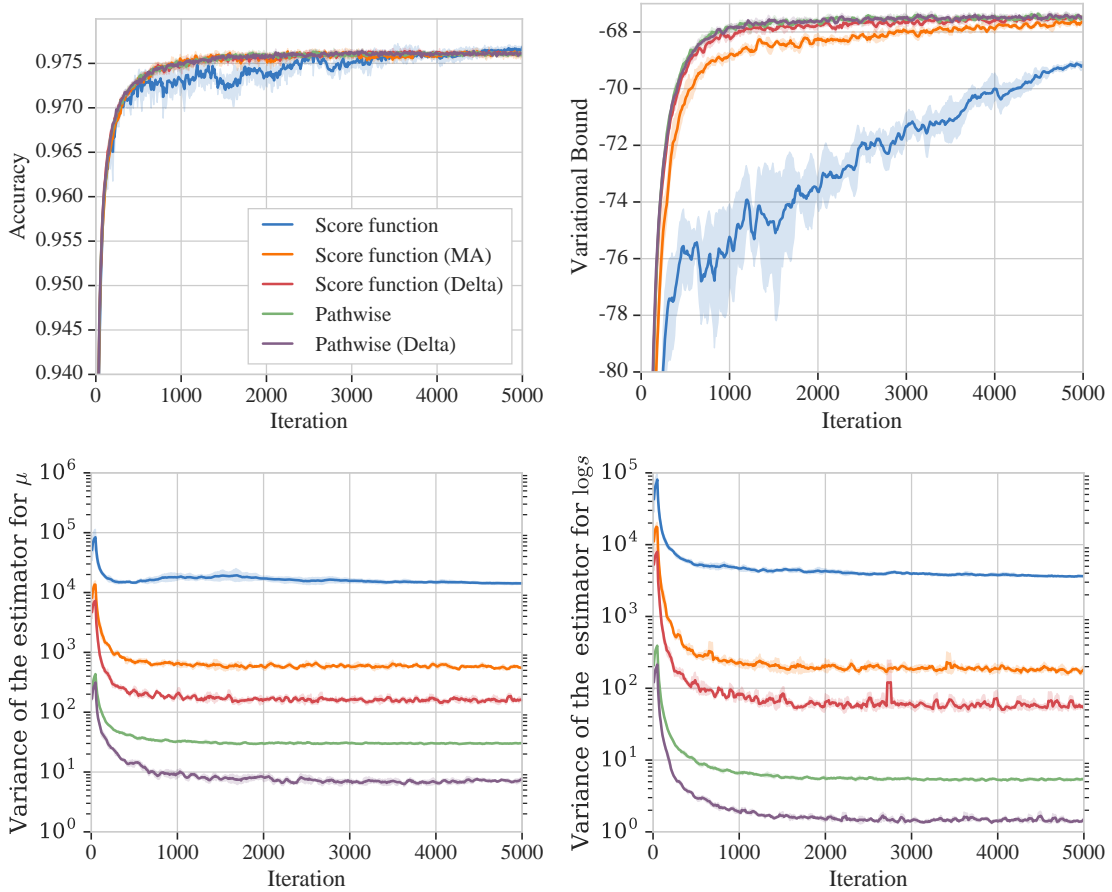 Accuracy
0.975
0.970
0.965
0.960
0.955
0.950
0.945
0.940
Score function
Score function (MA)
Score function (Delta)
Pathwise
Pathwise (Delta)
0 1000 2000 3000 4000 5000
Iteration
Variational Bound
-68
-70
-72
-74
-76
-78
-80
0 1000 2000 3000 4000 5000
Iteration
Variance of the estimator for μ
10^6
10^5
10^4
10^3
10^2
10^1
10^0
0 1000 2000 3000 4000 5000
Iteration
Variance of the estimator for log s
10^5
10^4
10^3
10^2
10^1
10^0
0 1000 2000 3000 4000 5000
Iteration